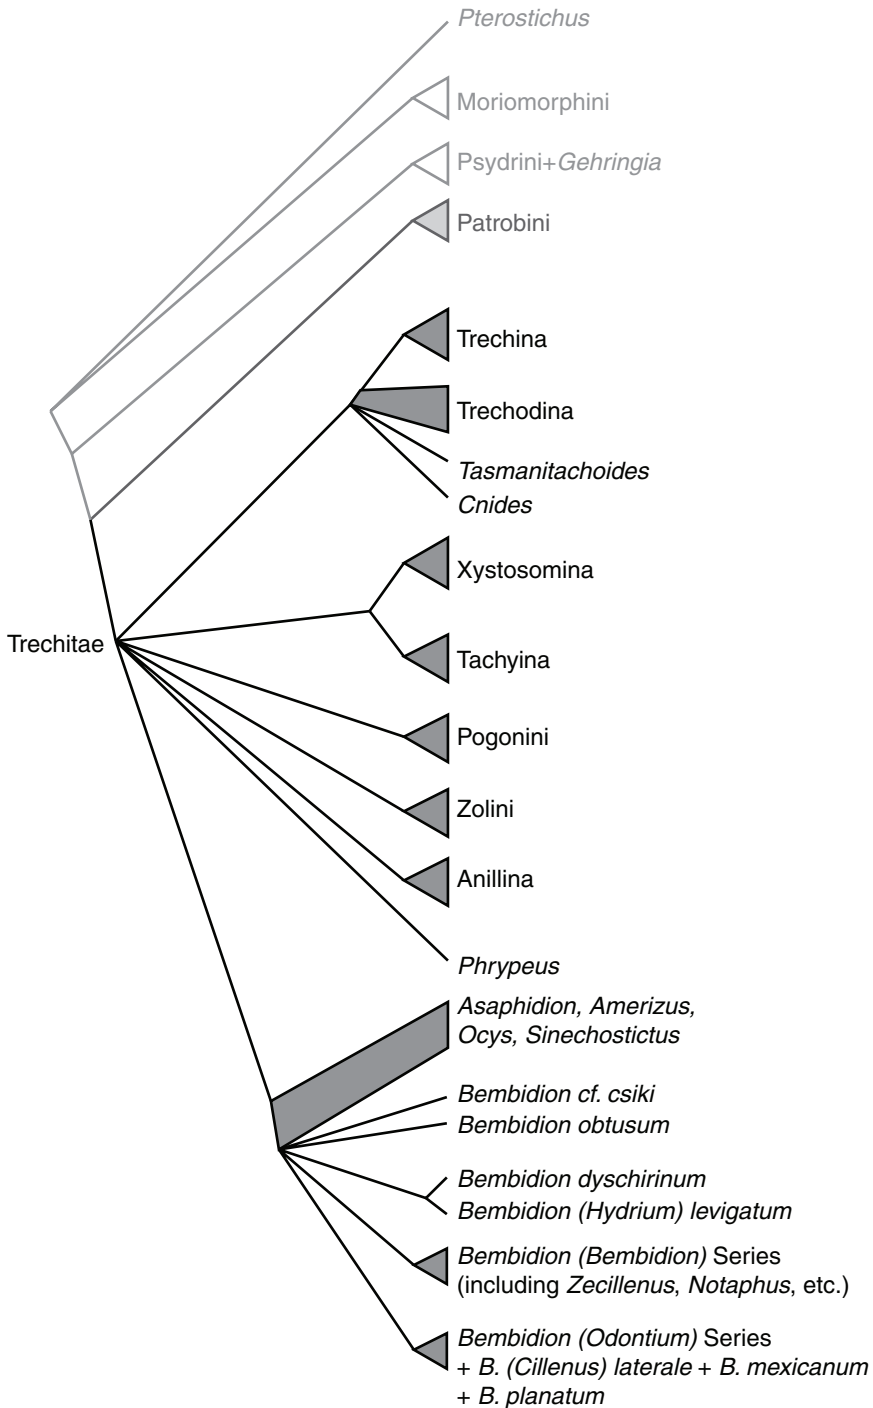 Pterostichus
Moriomorphini
Psydrini+Gehringia
Patrobini
Trechina
Trechodina
Tasmanitachoides
Cnides
Xystosomina
Trechitae
Tachyina
Pogonini
Zolini
Anillina
Phrypeus
Asaphidion, Amerizus,
Ocys, Sinechostictus
Bembidion cf. csiki
Bembidion obtusum
Bembidion dyschirinum
Bembidion (Hydrium) levigatum
Bembidion (Bembidion) Series
(including Zecillenus, Notaphus, etc.)
Bembidion (Odontium) Series
+ B. (Cillenus) laterale + B. mexicanum
+ B. planatum